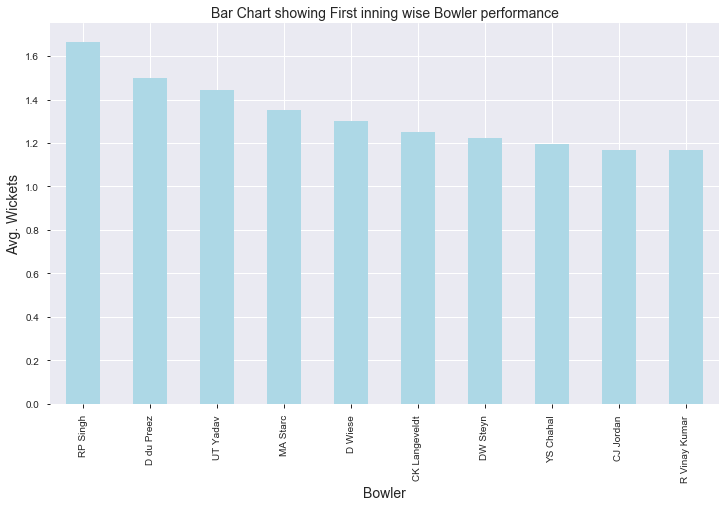 Bar Chart showing First inning wise Bowler performance
Avg. Wickets
1.6
1.4
1.2
1.0
0.8
0.6
0.4
0.2
0.0
RP Singh
D du Preez
UT Yadav
MA Starc
D Wiese
CK Langeveldt
DW Steyn
YS Chahal
CJ Jordan
R Vinay Kumar
Bowler